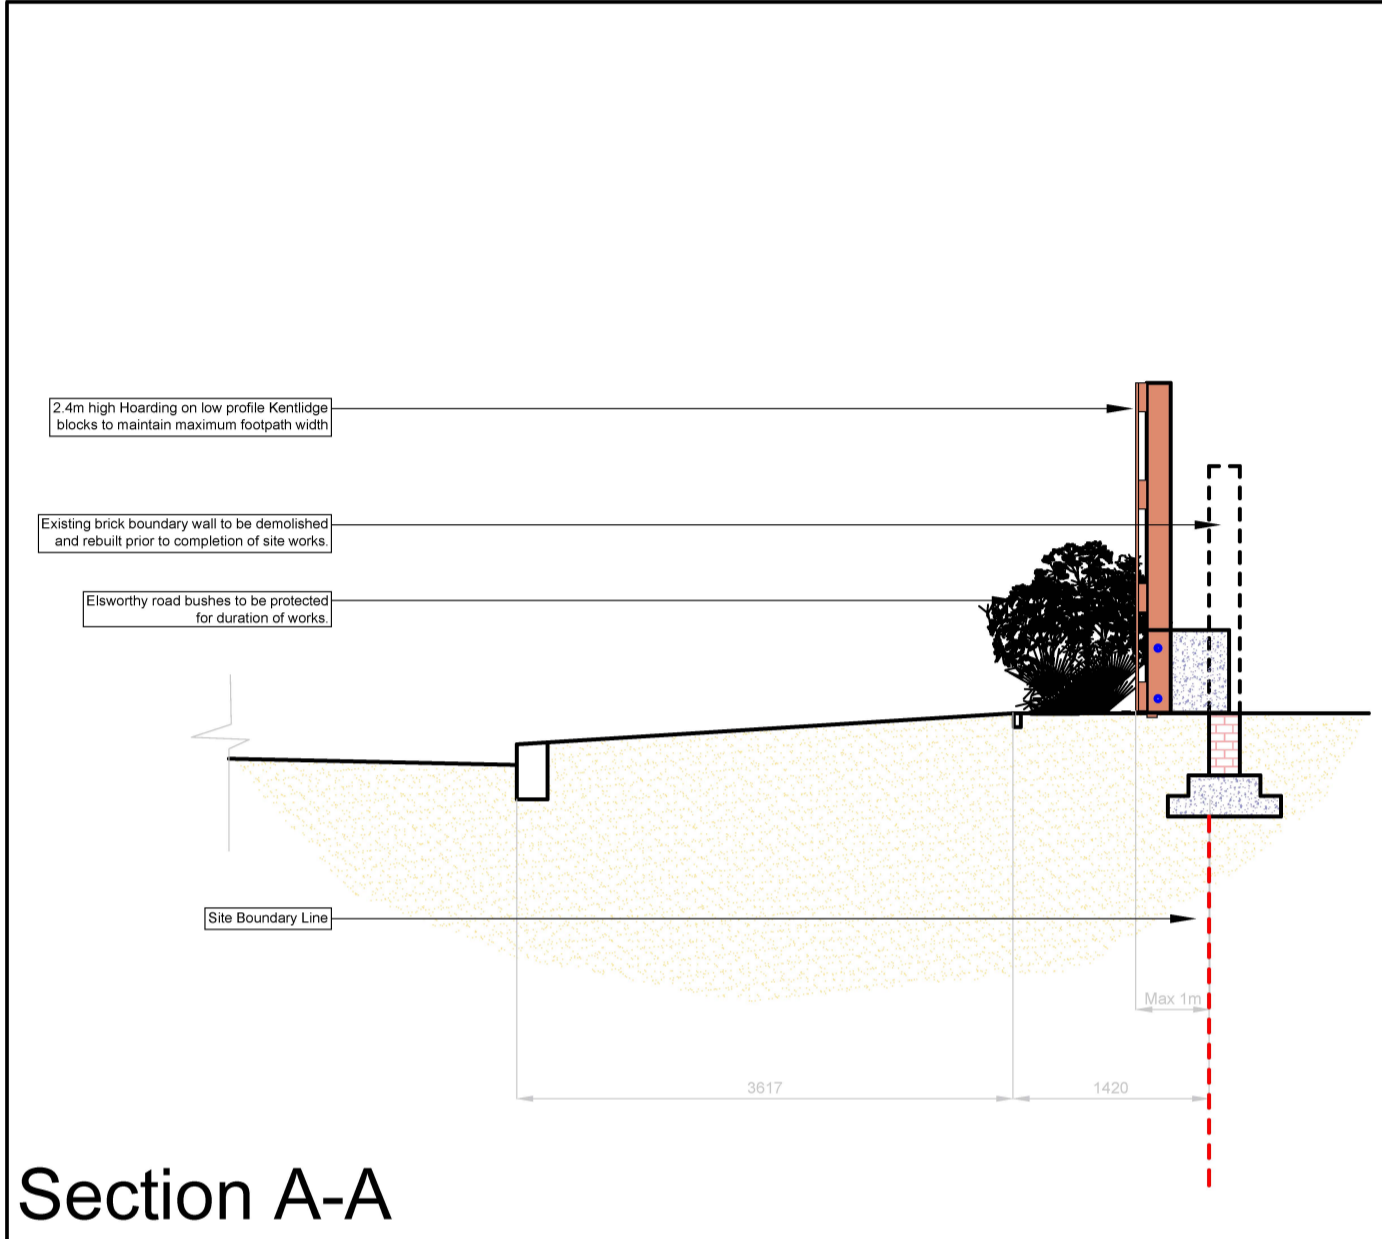 2.4m high Hoarding on low profile Kentlidge
blocks to maintain maximum footpath width
Existing brick boundary wall to be demolished
and rebuilt prior to completion of site works.
Elsworthy road bushes to be protected
for duration of works.
Site Boundary Line
Max 1m
3617
1420
Section A-A